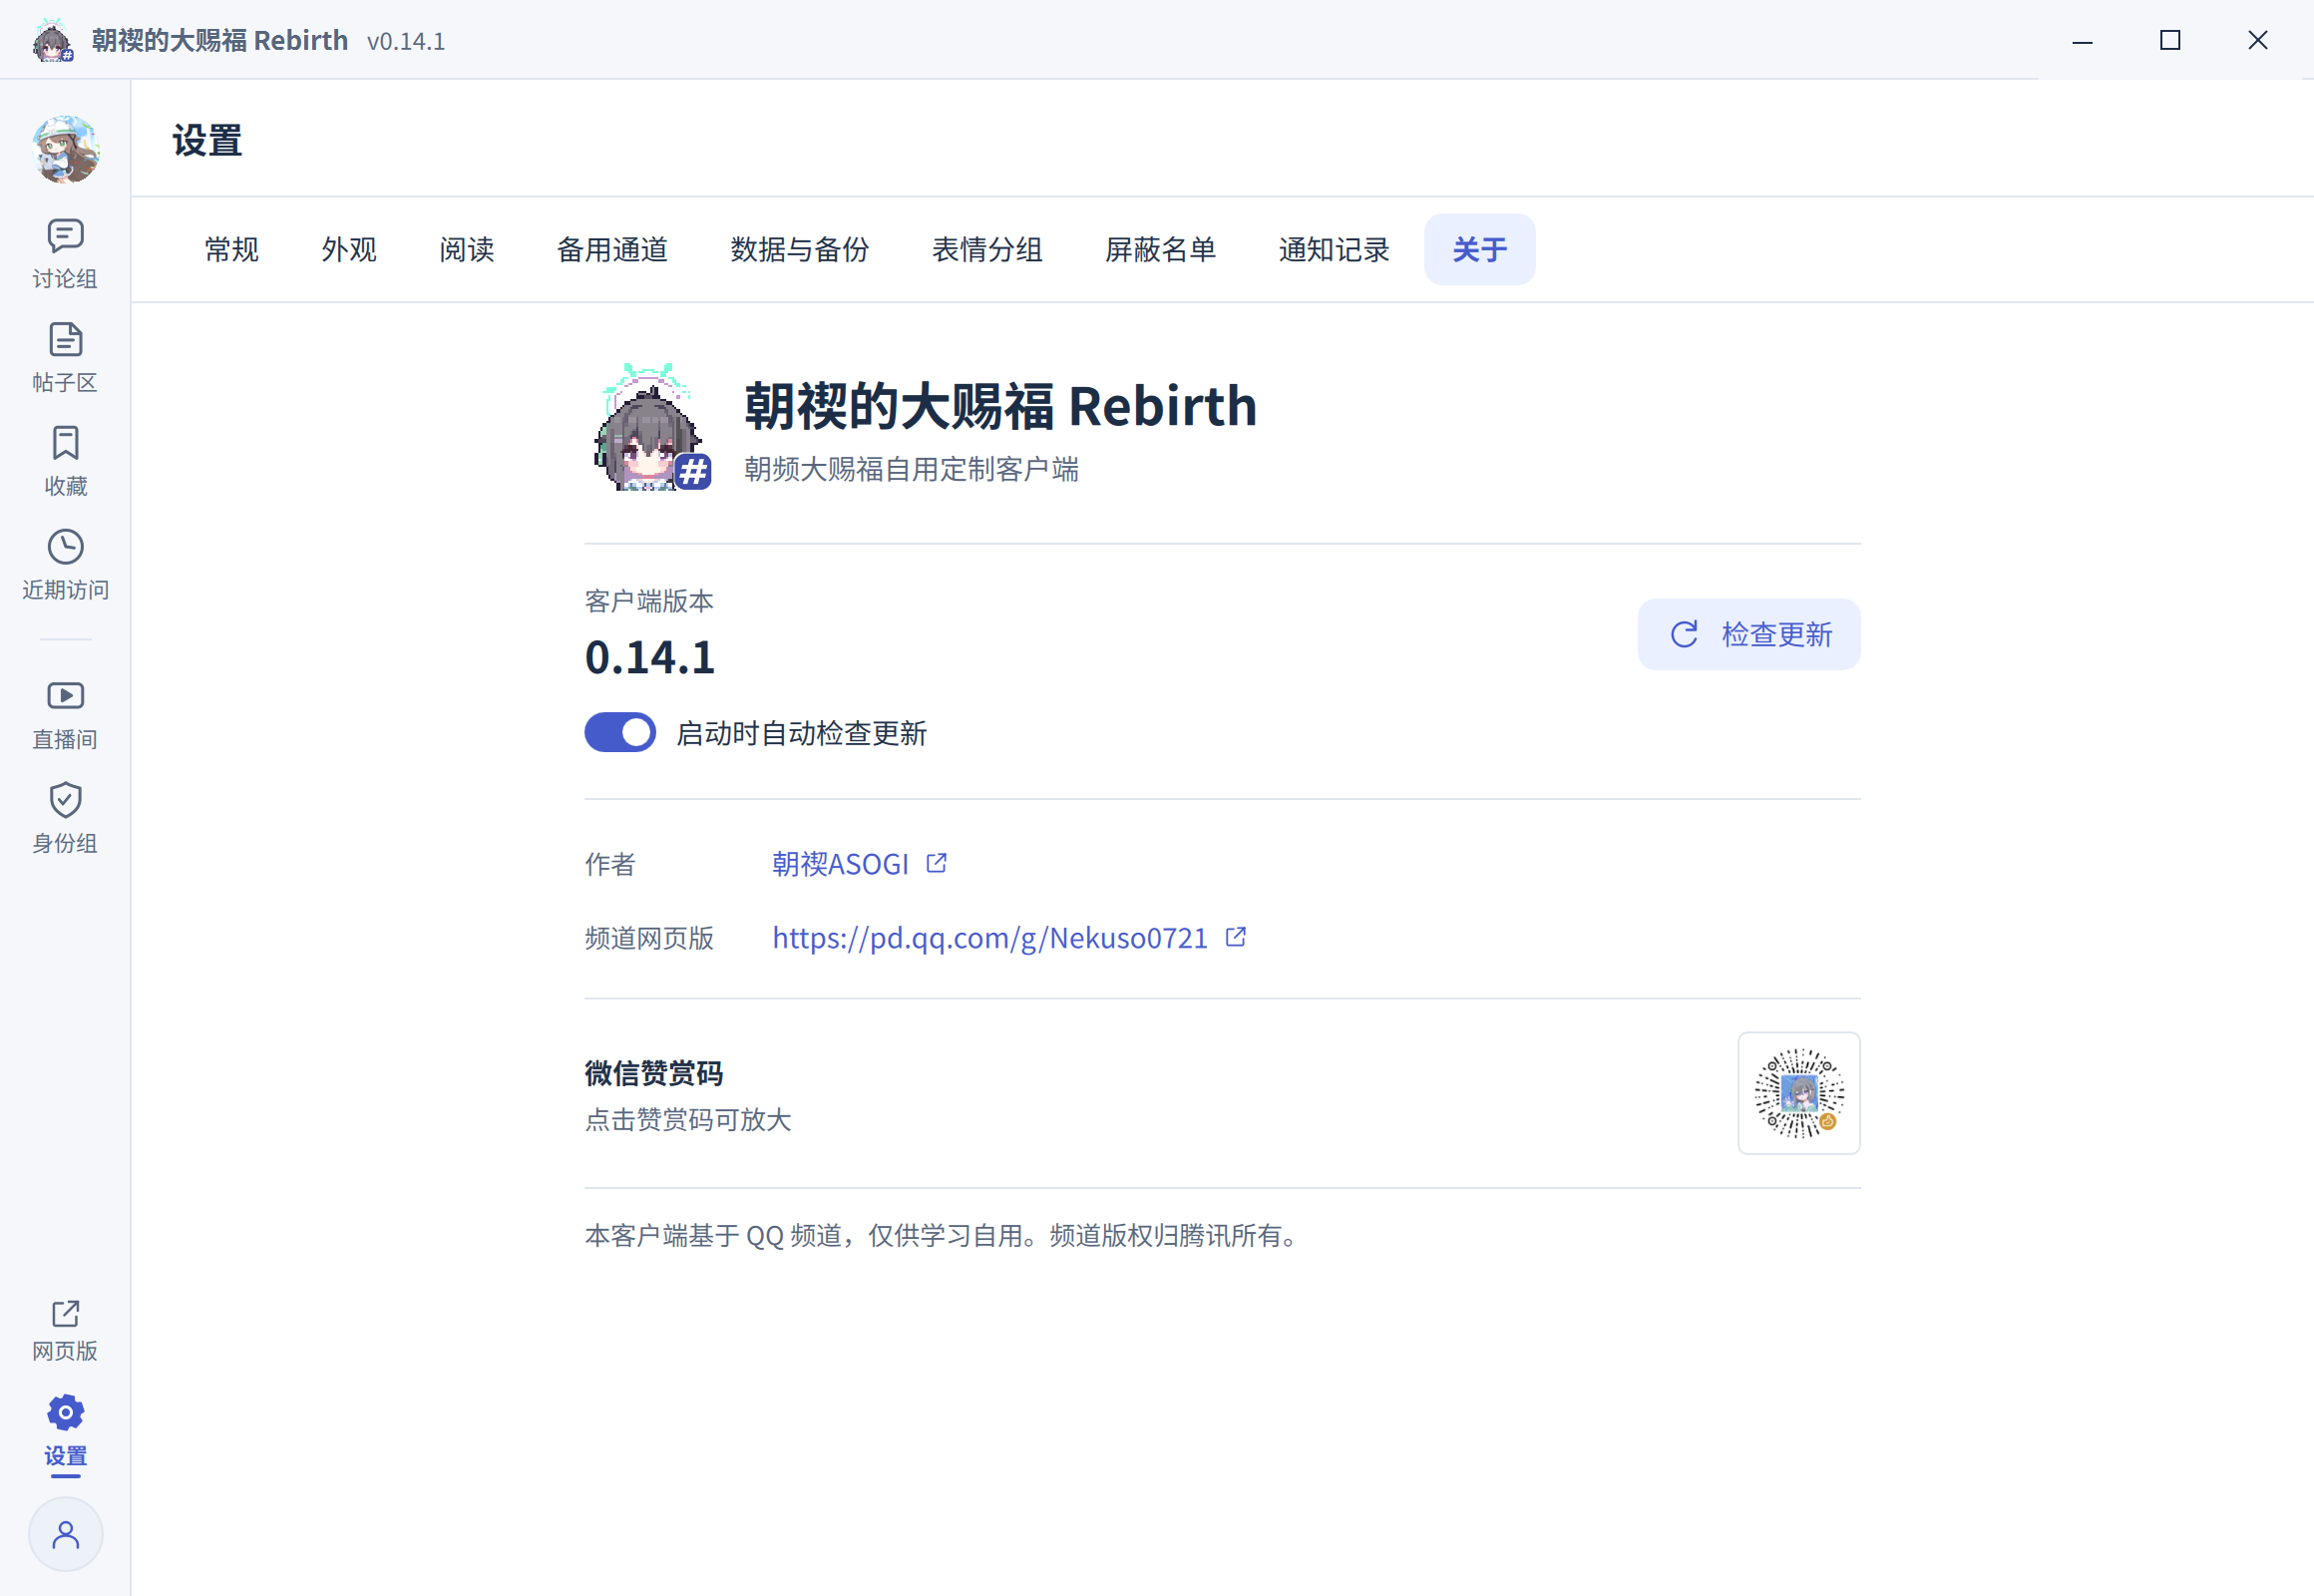 朝禊的大赐福 Rebirth v0.14.1
设置
常规 外观 阅读 备用通道 数据与备份 表情分组 屏蔽名单 通知记录 关于
讨论组
帖子区
收藏
近期访问
直播间
身份组
网页版
设置
#
朝禊的大赐福 Rebirth
朝频大赐福自用定制客户端
客户端版本
0.14.1
检查更新
启动时自动检查更新
作者 朝禊ASOGI
频道网页版 https://pd.qq.com/g/Nekuso0721
微信赞赏码
点击赞赏码可放大
本客户端基于 QQ 频道，仅供学习自用。频道版权归腾讯所有。